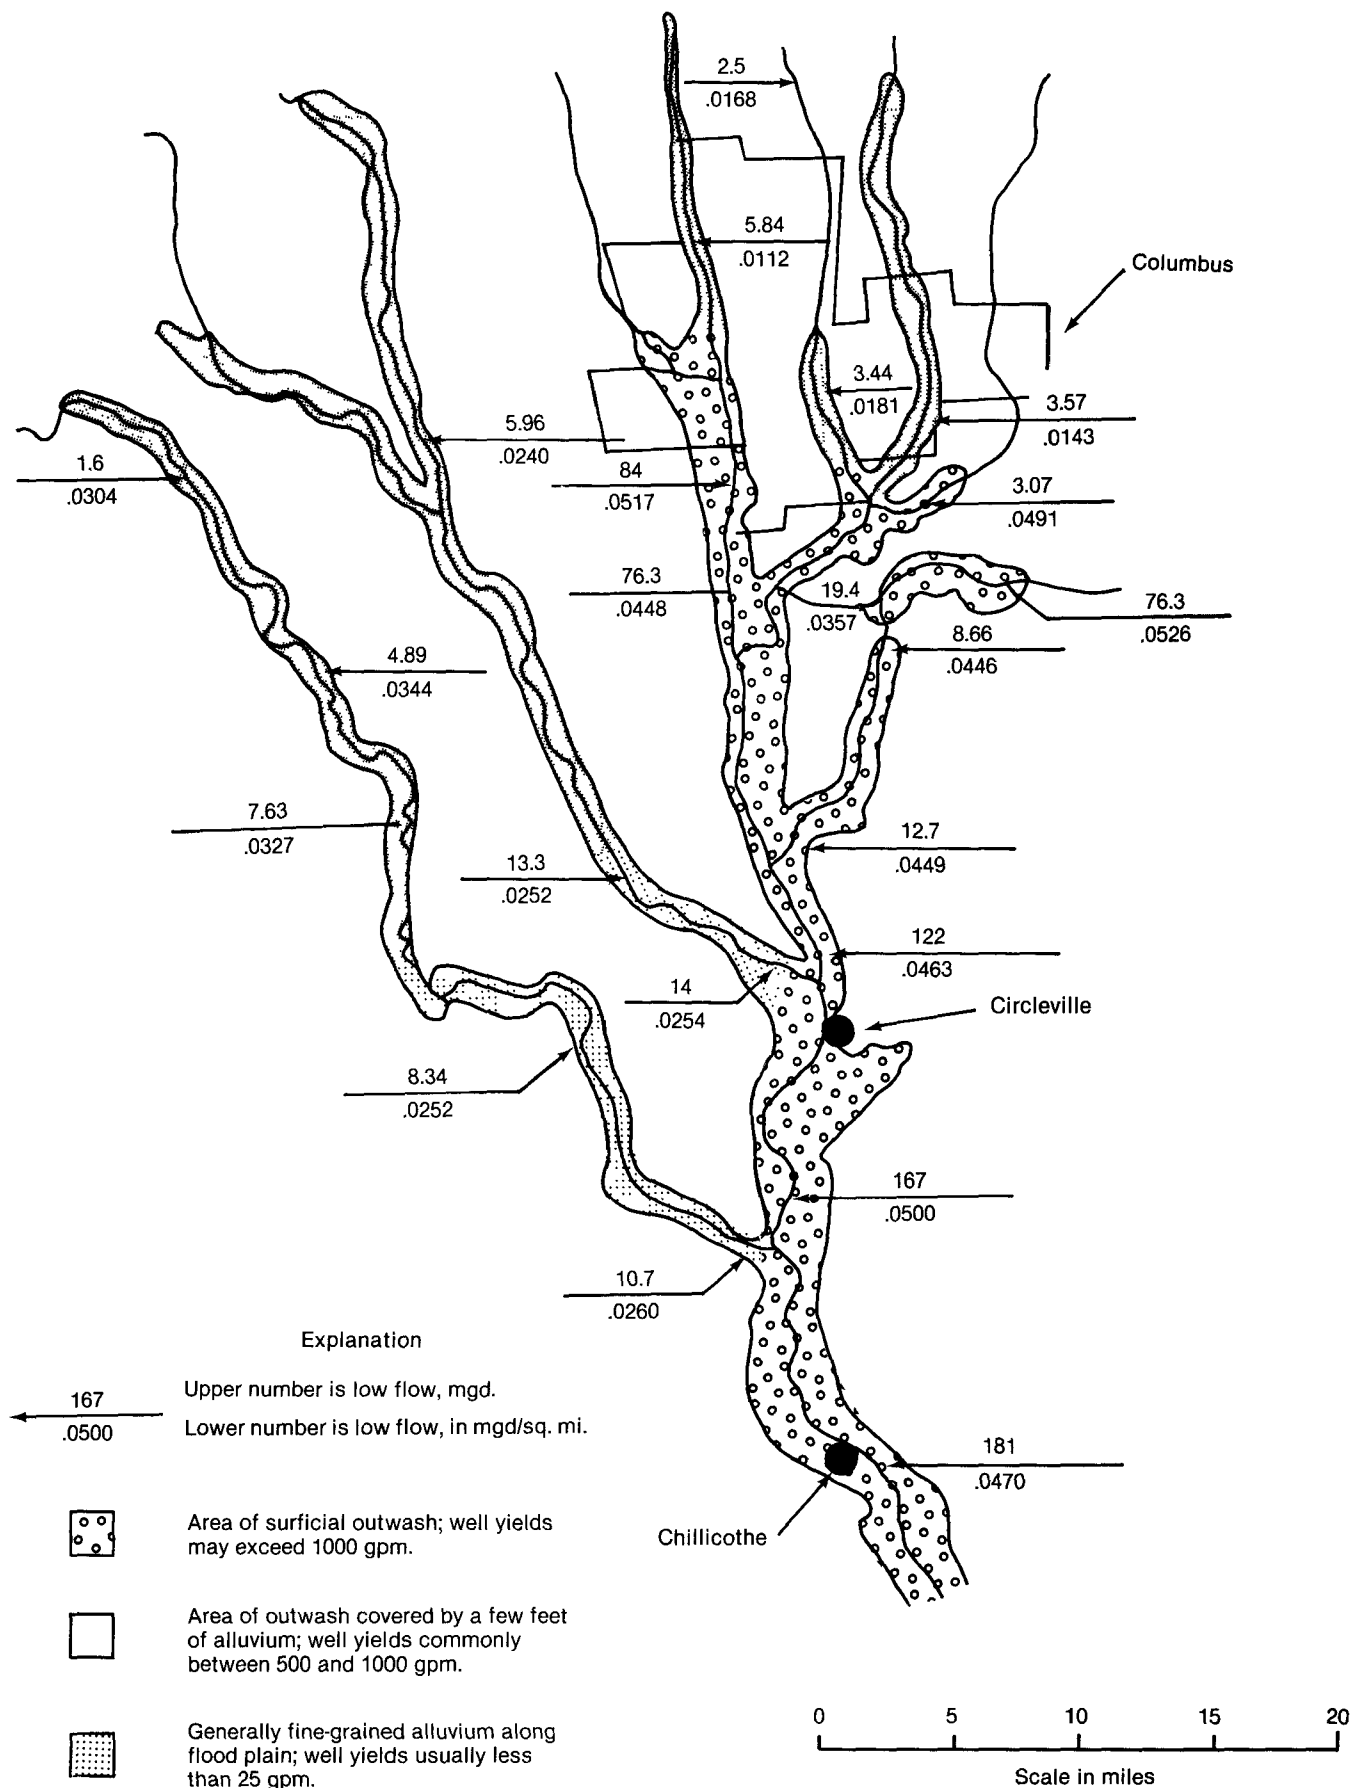 2.5
.0168
5.84
.0112
Columbus
3.44
.0181
3.57
.0143
5.96
.0240
1.6
.0304
84
.0517
3.07
.0491
76.3
.0448
19.4
.0357
76.3
.0526
8.66
.0446
4.89
.0344
7.63
.0327
12.7
.0449
13.3
.0252
122
.0463
14
.0254
Circleville
8.34
.0252
167
.0500
10.7
.0260
Explanation
167
.0500
Upper number is low flow, mgd.
Lower number is low flow, in mgd/sq. mi.
181
.0470
Chillicothe
Area of surficial outwash; well yields
may exceed 1000 gpm.
Area of outwash covered by a few feet
of alluvium; well yields commonly
between 500 and 1000 gpm.
Generally fine-grained alluvium along
flood plain; well yields usually less
than 25 gpm.
0 5 10 15 20
Scale in miles